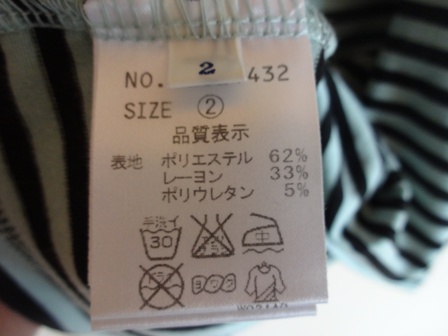 2
NO. 432
SIZE ②
品質表示
表地 ポリエステル 62%
レーヨン 33%
ポリウレタン 5%
手洗イ
30
中